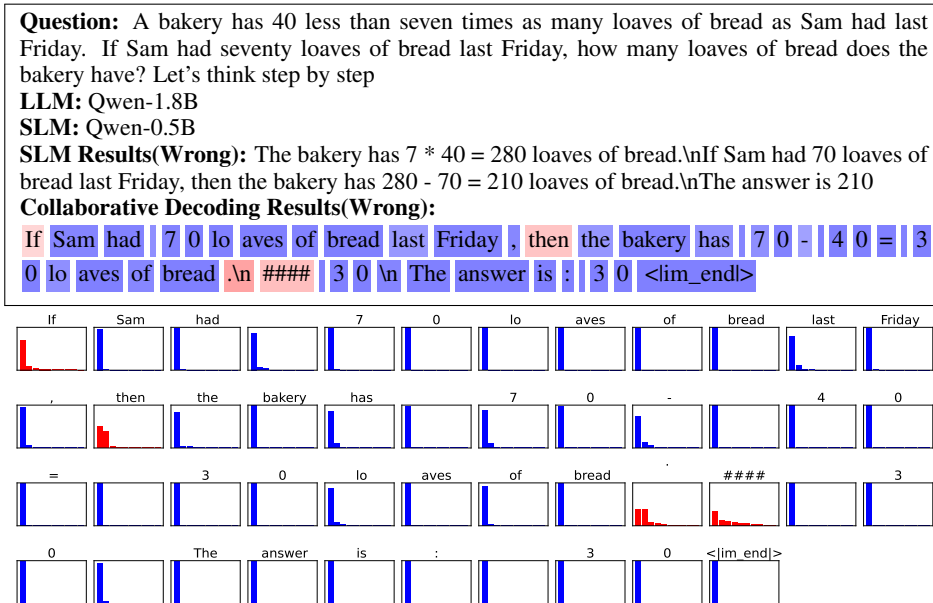 Question: A bakery has 40 less than seven times as many loaves of bread as Sam had last
Friday. If Sam had seventy loaves of bread last Friday, how many loaves of bread does the
bakery have? Let's think step by step
LLM: Qwen-1.8B
SLM: Qwen-0.5B
SLM Results(Wrong): The bakery has 7 * 40 = 280 loaves of bread.\nIf Sam had 70 loaves of
bread last Friday, then the bakery has 280 - 70 = 210 loaves of bread.\nThe answer is 210
Collaborative Decoding Results(Wrong):
If Sam had 7 0 lo aves of bread last Friday , then the bakery has 7 0 - 4 0 = 3
0 lo aves of bread .\n #### 3 0 \n The answer is : 3 0 <|im_end|>
If Sam had 7 0 lo aves of bread last Friday
, then the bakery has 7 0 - 4 0
= 3 0 lo aves of bread . #### 3
0 The answer is : 3 0 <|im_end|>